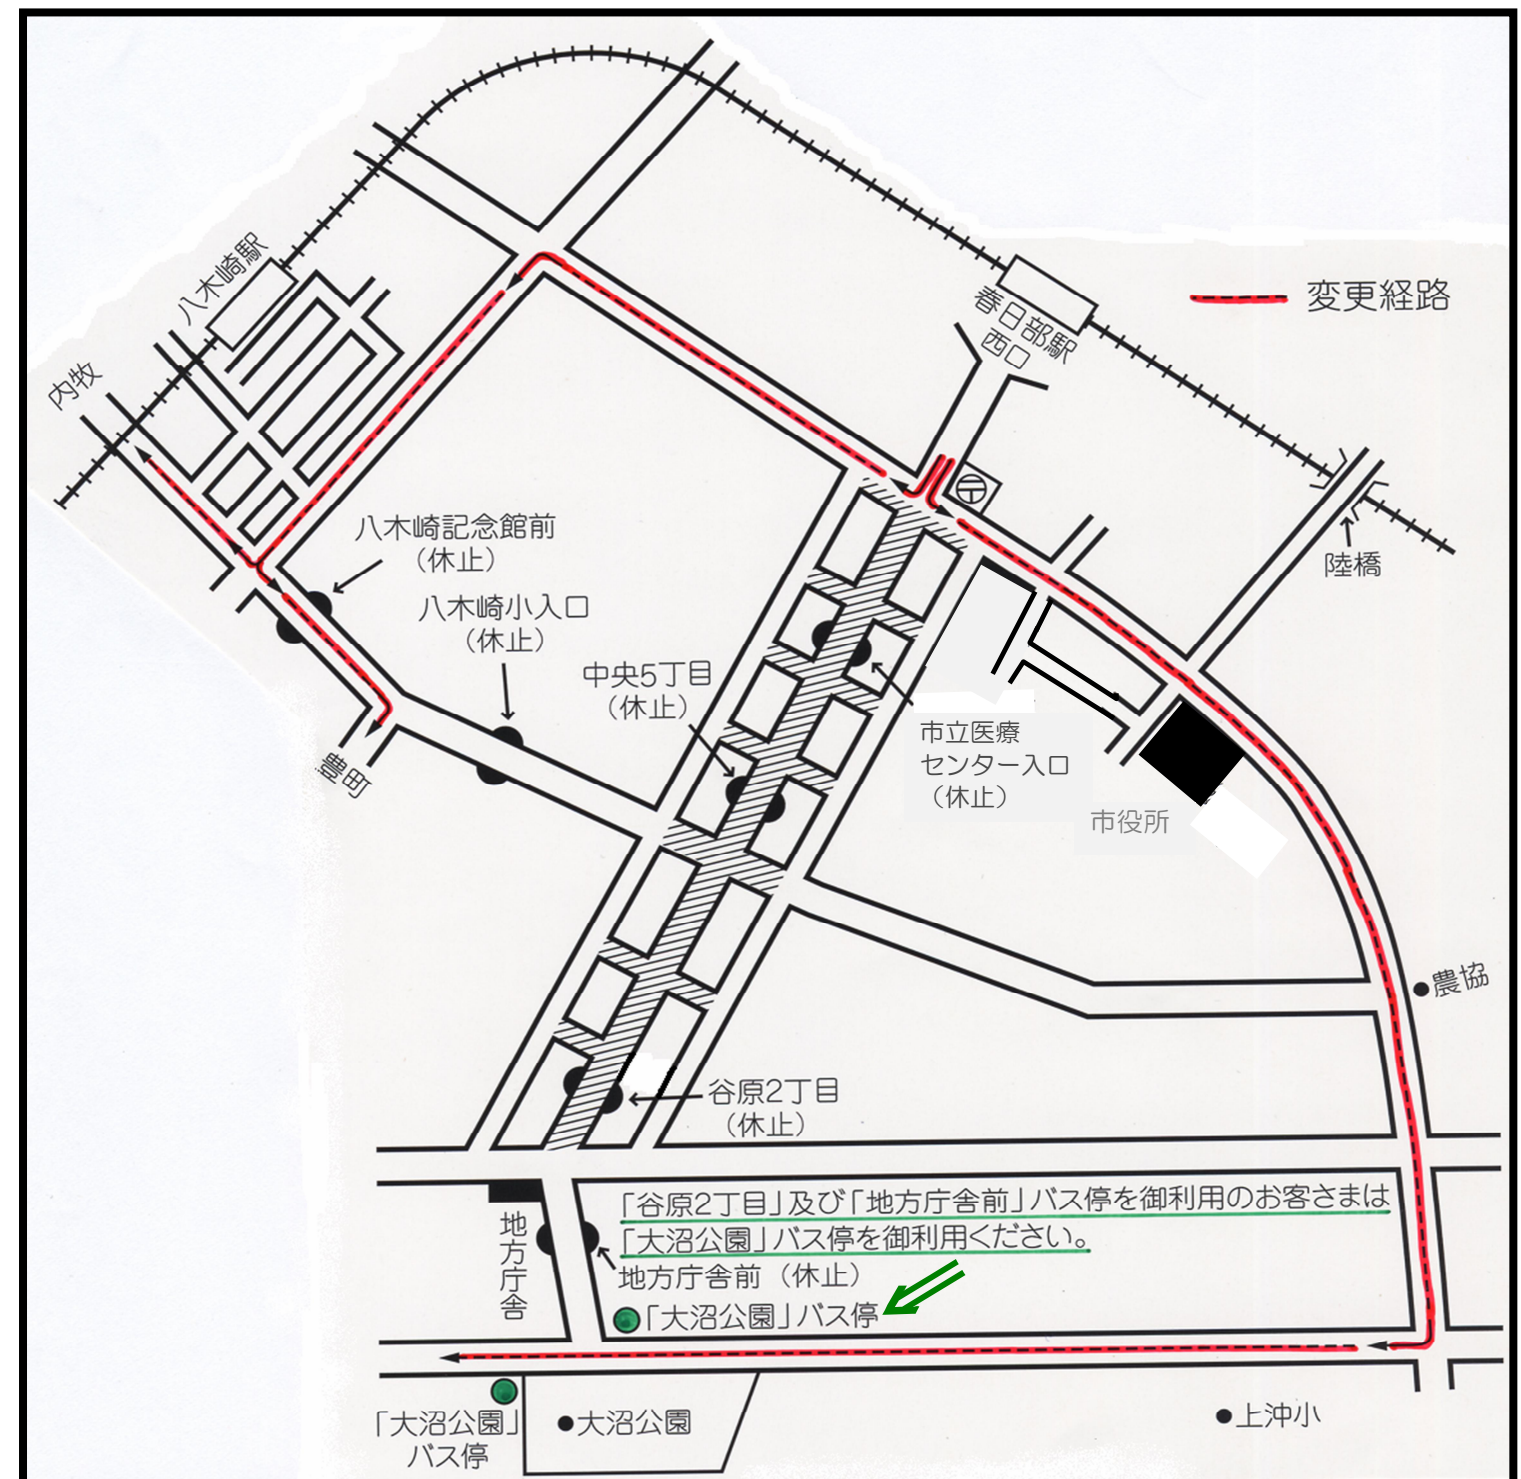 八木崎駅
内牧
春日部駅
西口
変更経路
陸橋
八木崎記念館前
（休止）
八木崎小入口
（休止）
中央5丁目
（休止）
豊町
市立医療
センター入口
（休止）
市役所
農協
谷原2丁目
（休止）
「谷原2丁目」及び「地方庁舎前」バス停を御利用のお客さまは
「大沼公園」バス停を御利用ください。
地方庁舎
地方庁舎前（休止）
「大沼公園」バス停
「大沼公園」
バス停
●大沼公園
●上沖小